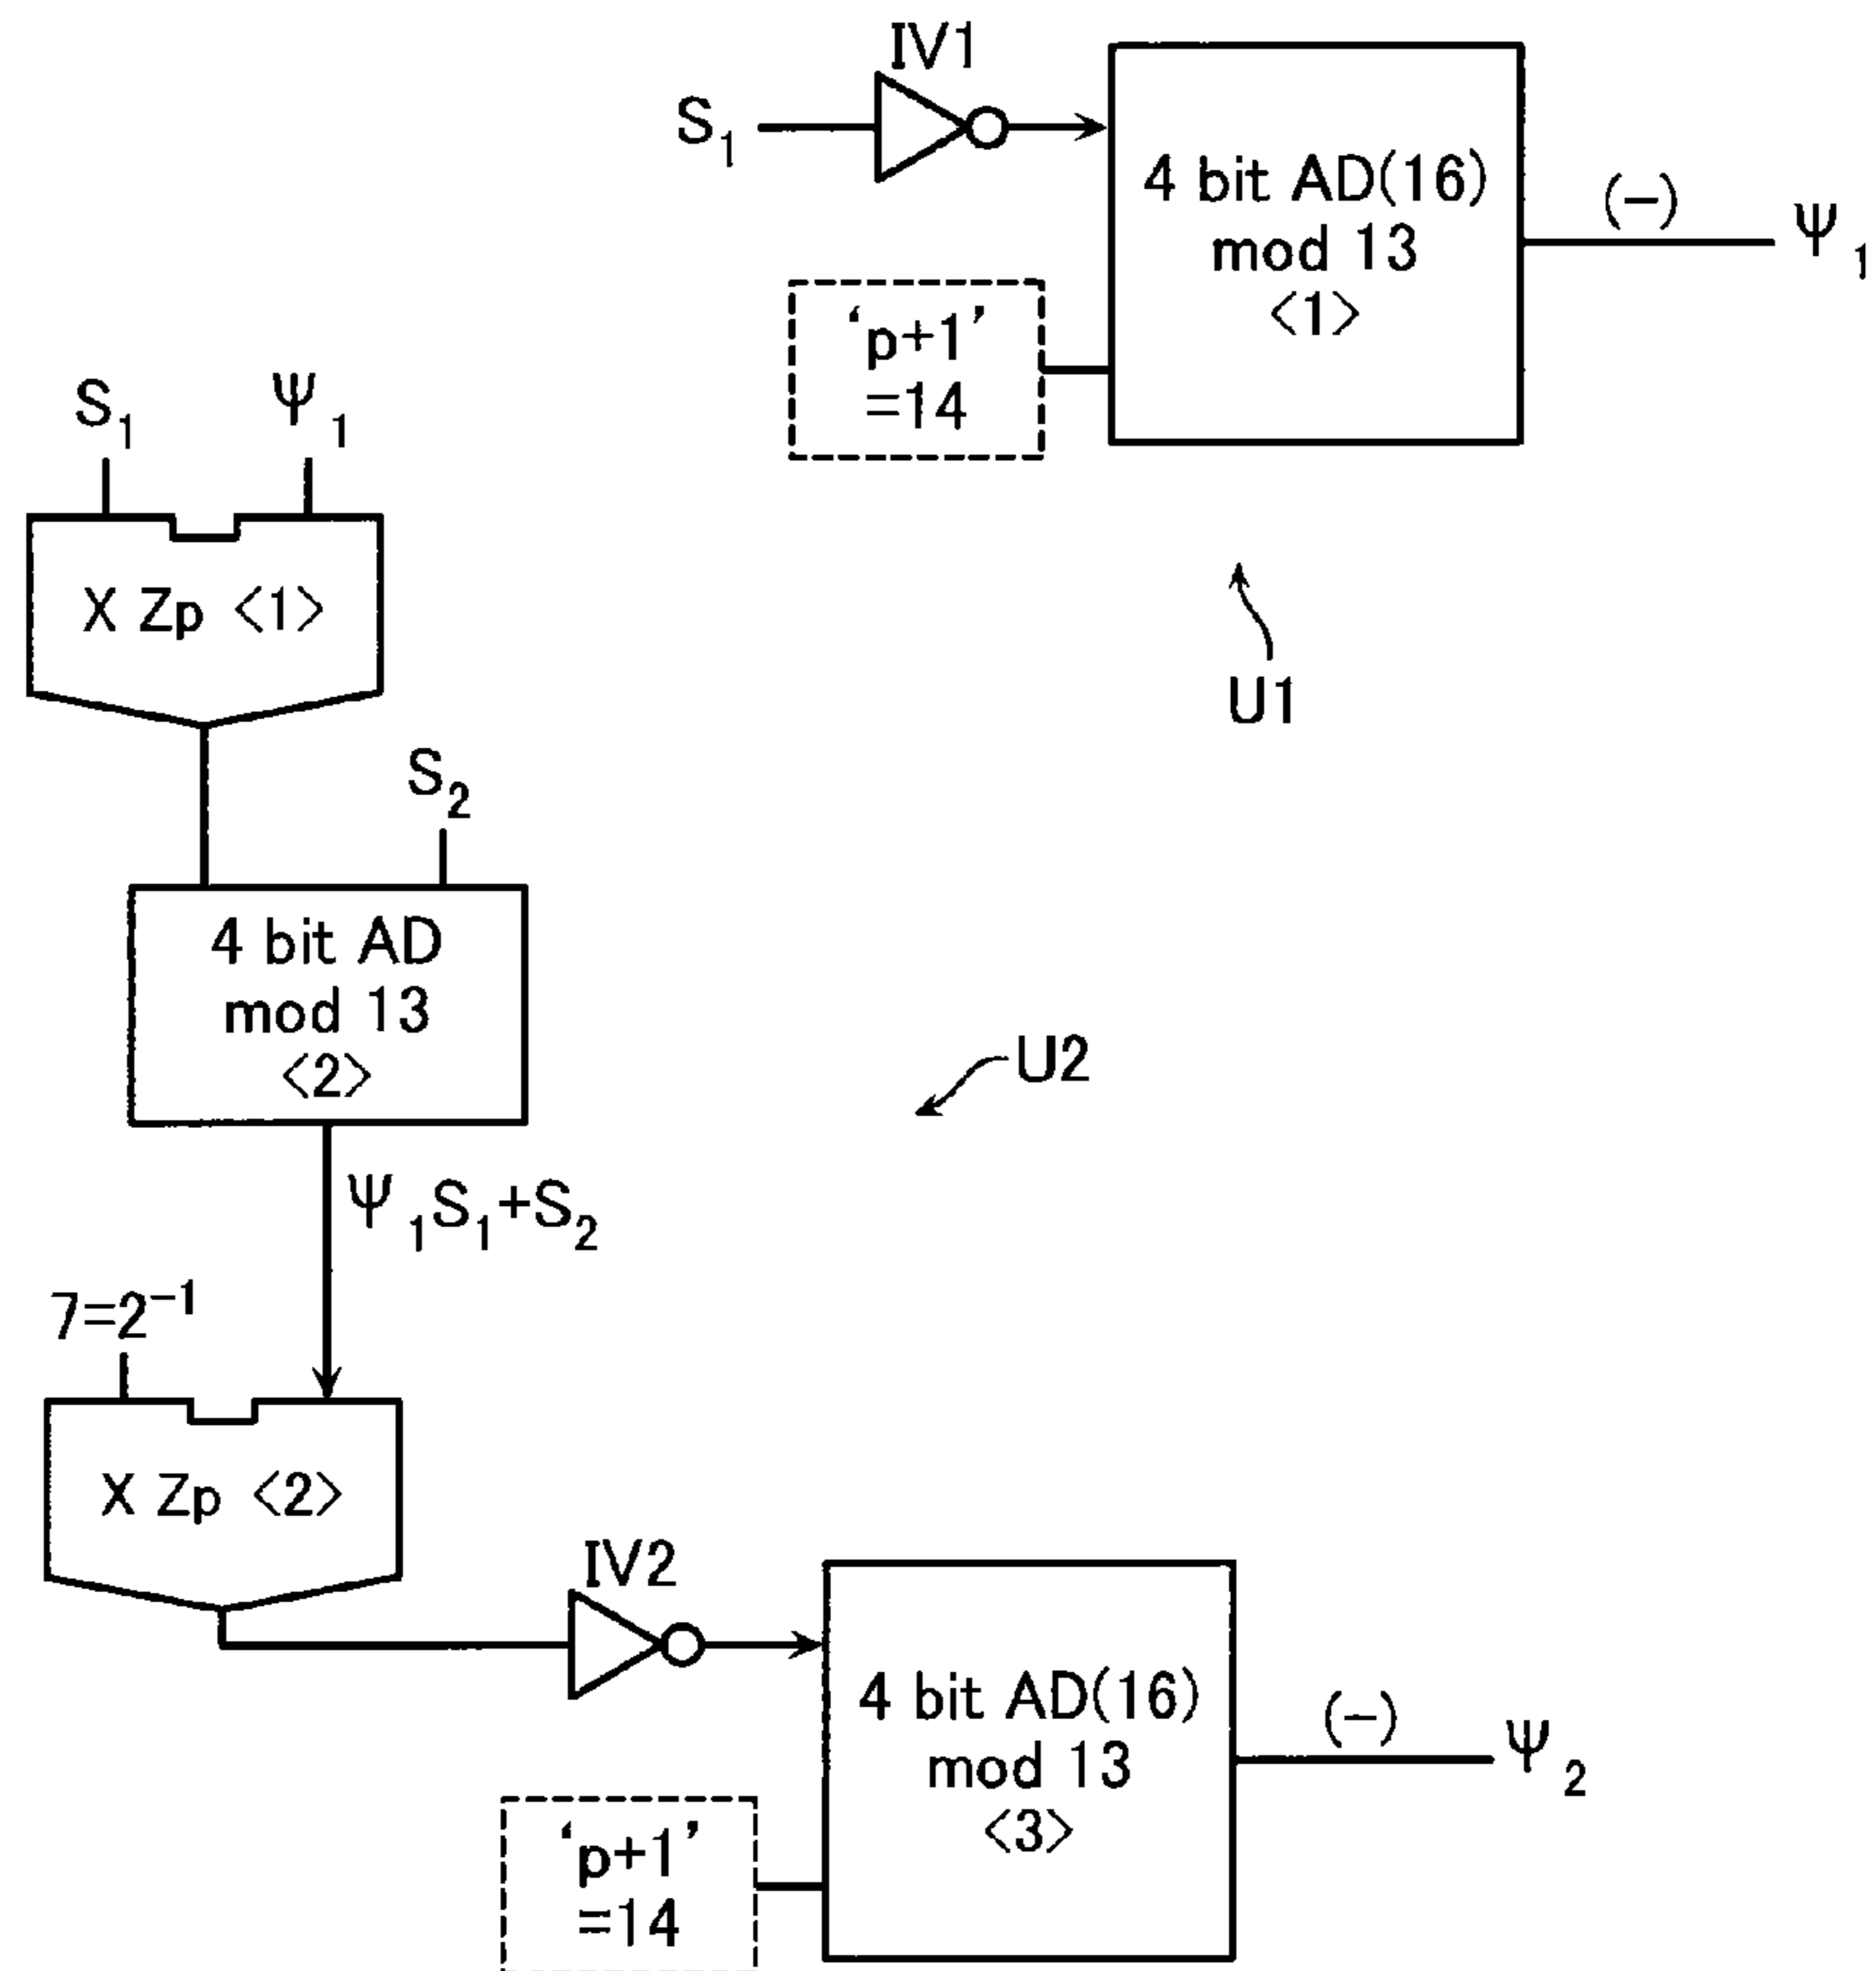 IV1
S₁
4 bit AD(16)
mod 13
<1>
(−)
ψ₁
‘p+1’
=14
U1
S₁
ψ₁
X Zp <1>
S₂
4 bit AD
mod 13
<2>
U2
ψ₁S₁+S₂
7=2⁻¹
X Zp <2>
IV2
4 bit AD(16)
mod 13
<3>
(−)
ψ₂
‘p+1’
=14